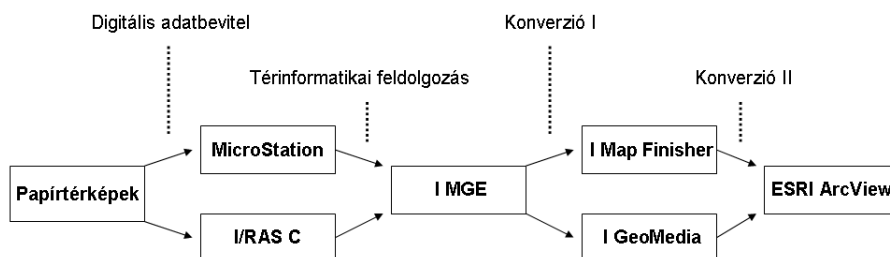 Digitális adatbevitel
Konverzió I
Térinformatikai feldolgozás
Konverzió II
MicroStation
I Map Finisher
Papírtérképek
I MGE
ESRI ArcView
I/RAS C
I GeoMedia